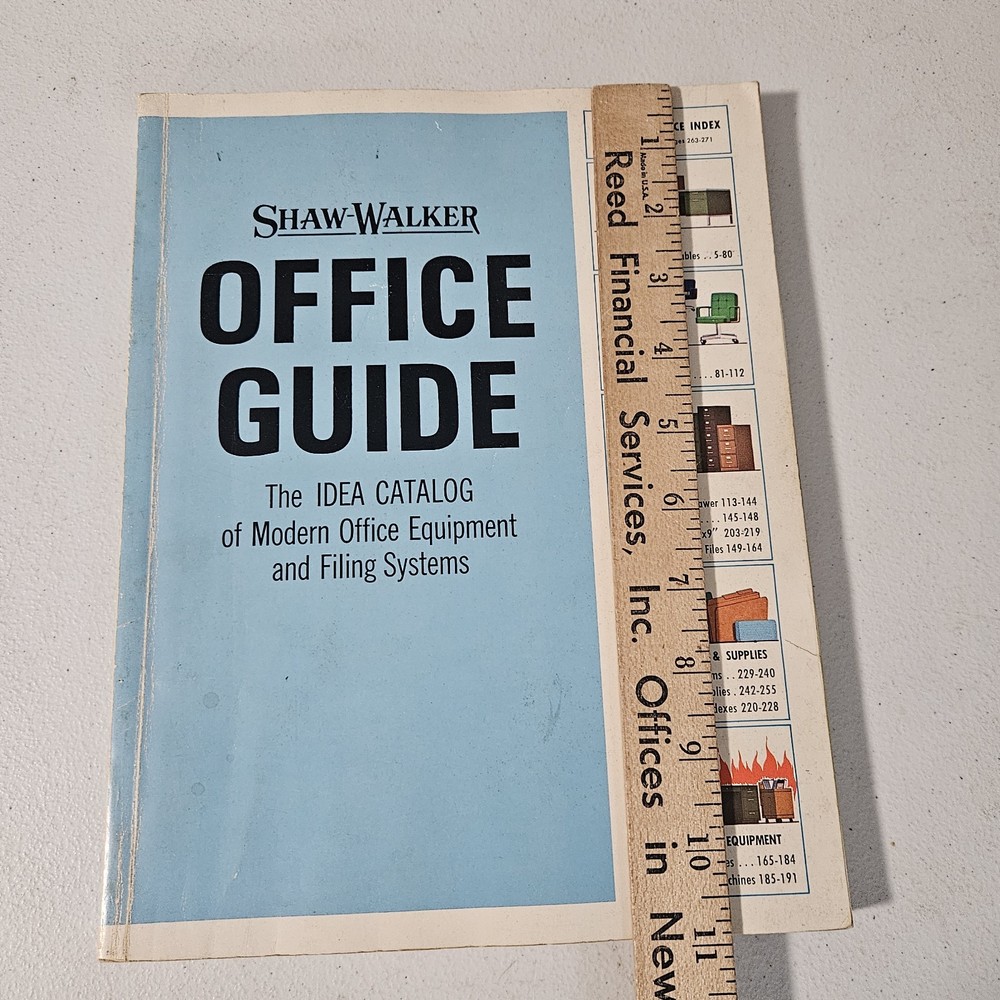 SHAW-WALKER
OFFICE
GUIDE
The IDEA CATALOG
of Modern Office Equipment
and Filing Systems
Reed Financial Services, Inc. Offices in New
Made in U.S.A.
1 2 3 4 5 6 7 8 9 10 11
INDEX
263-271
.. 5-80
.... 81-112
113-144
.... 145-148
203-219
Files 149-164
& SUPPLIES
.. 229-240
. 242-255
220-228
EQUIPMENT
... 165-184
185-191